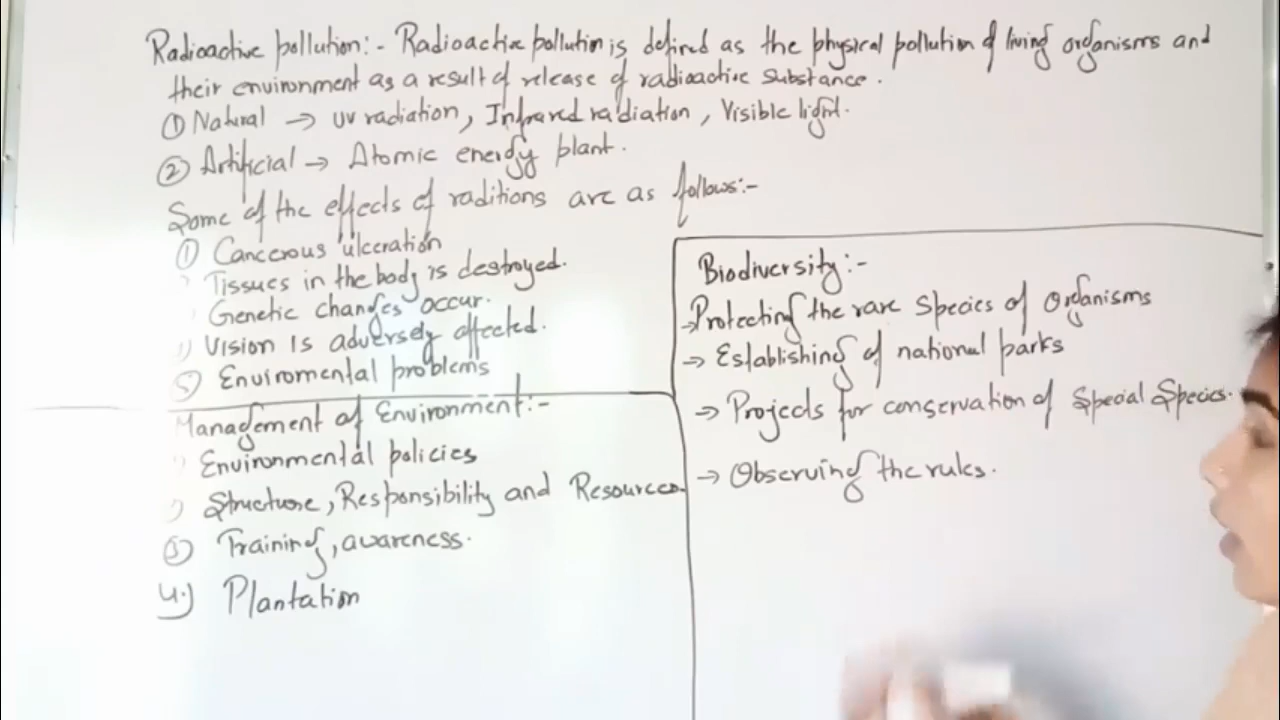 Radioactive pollution:- Radioactive pollution is defined as the physical pollution of living organisms and
their environment as a result of release of radioactive substance.
① Natural → UV radiation, Infrared radiation, Visible light.
② Artificial → Atomic energy plant.
Some of the effects of raditions are as follows:-
① Cancerous ulceration
Tissues in the body is destroyed.
Genetic changes occur.
) Vision is adversely affected.
⑤ Enviromental problems
Management of Environment:-
) Environmental policies
) Structure, Responsibility and Resources
③ Training, awareness.
4.) Plantation
Biodiversity:-
→ Protecting the rare species of organisms
→ Establishing of national parks
→ Projects for conservation of special species.
→ Observing the rules.